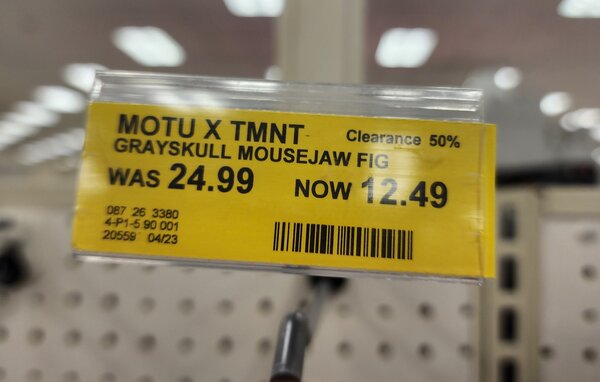 MOTU X TMNT Clearance 50%
GRAYSKULL MOUSEJAW FIG
WAS 24.99 NOW 12.49
087 26 3380
4-P1-5 90 001
20559 04/23